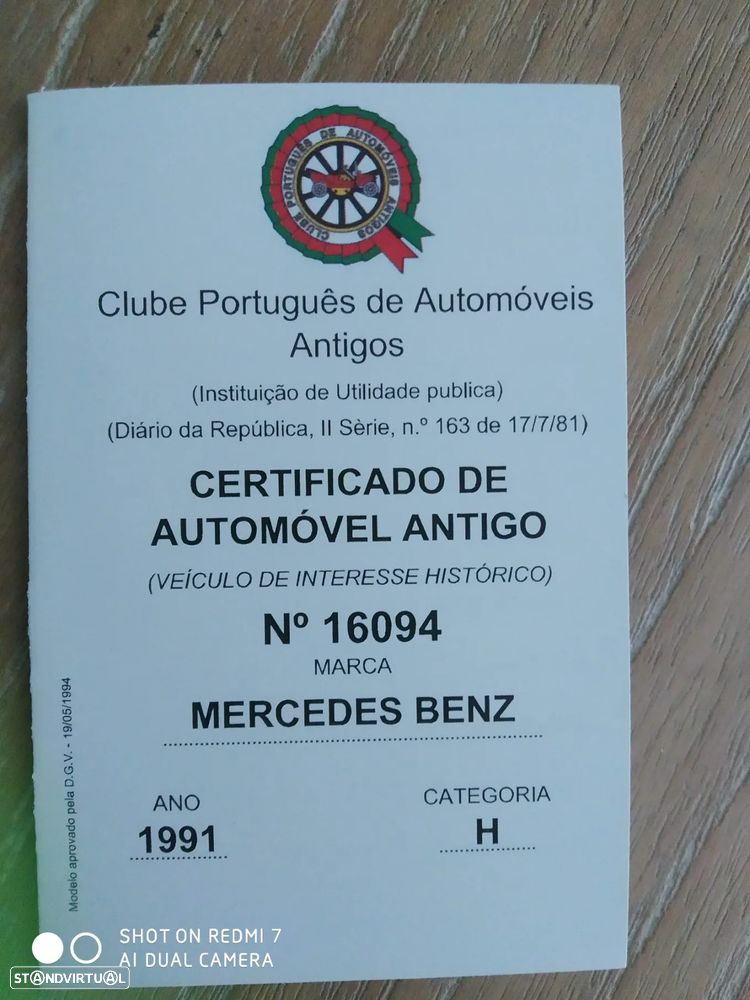 CLUBE PORTUGUÊS DE AUTOMÓVEIS ANTIGOS
Clube Português de Automóveis
Antigos
(Instituição de Utilidade publica)
(Diário da República, II Sèrie, n.º 163 de 17/7/81)
CERTIFICADO DE
AUTOMÓVEL ANTIGO
(VEÍCULO DE INTERESSE HISTÓRICO)
Nº 16094
MARCA
MERCEDES BENZ
ANO
1991
CATEGORIA
H
Modelo aprovado pela D.G.V. - 19/05/1994
SHOT ON REDMI 7
AI DUAL CAMERA
STANDVIRTUAL